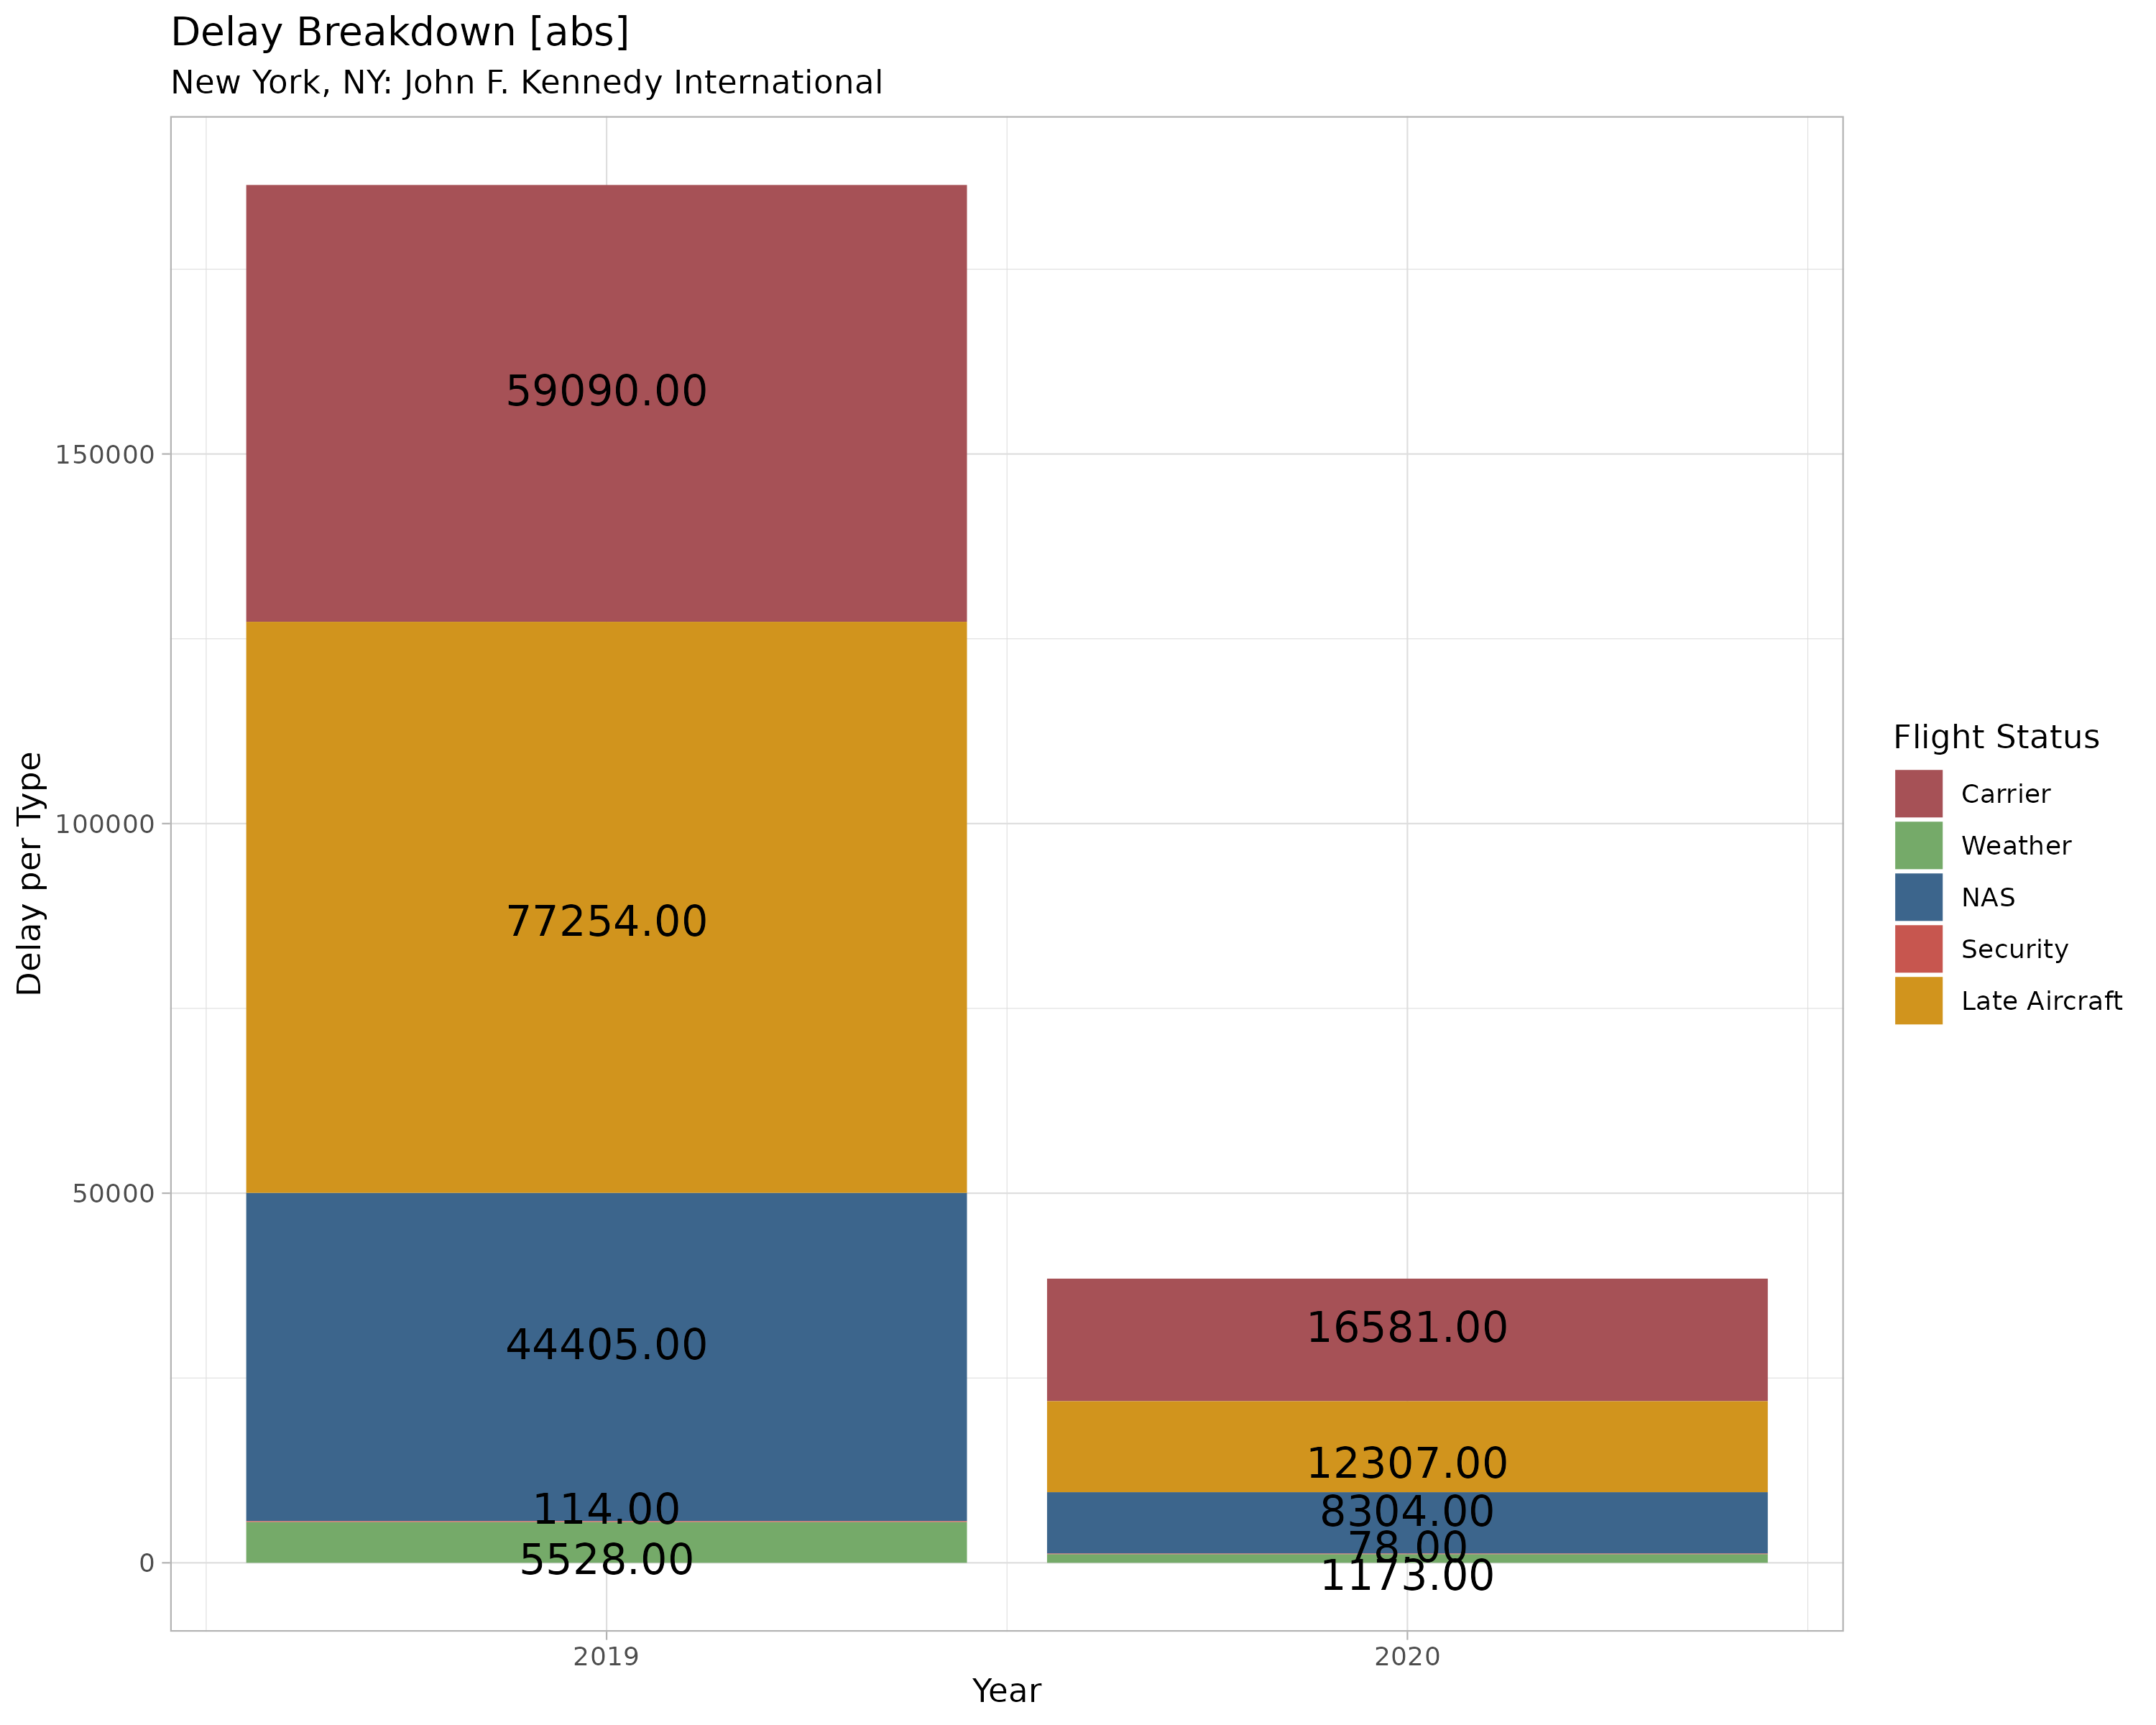 Delay Breakdown [abs]
New York, NY: John F. Kennedy International
Delay per Type
150000
100000
50000
0
59090.00
77254.00
44405.00
114.00
5528.00
16581.00
12307.00
8304.00
78.00
1173.00
2019
2020
Year
Flight Status
Carrier
Weather
NAS
Security
Late Aircraft